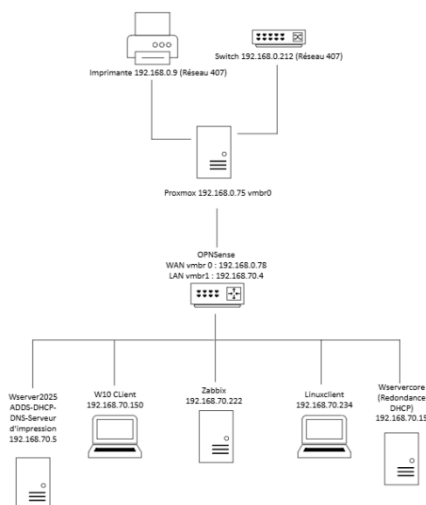 Imprimante 192.168.0.9 (Réseau 407)
Switch 192.168.0.212 (Réseau 407)
Proxmox 192.168.0.75 vmbr0
OPNSense
WAN vmbr 0 : 192.168.0.78
LAN vmbr1 : 192.168.70.4
Wserver2025
ADDS-DHCP-
DNS-Serveur
d'impression
192.168.70.5
W10 CLient
192.168.70.150
Zabbix
192.168.70.222
Linuxclient
192.168.70.234
Wservercore
(Redondance
DHCP)